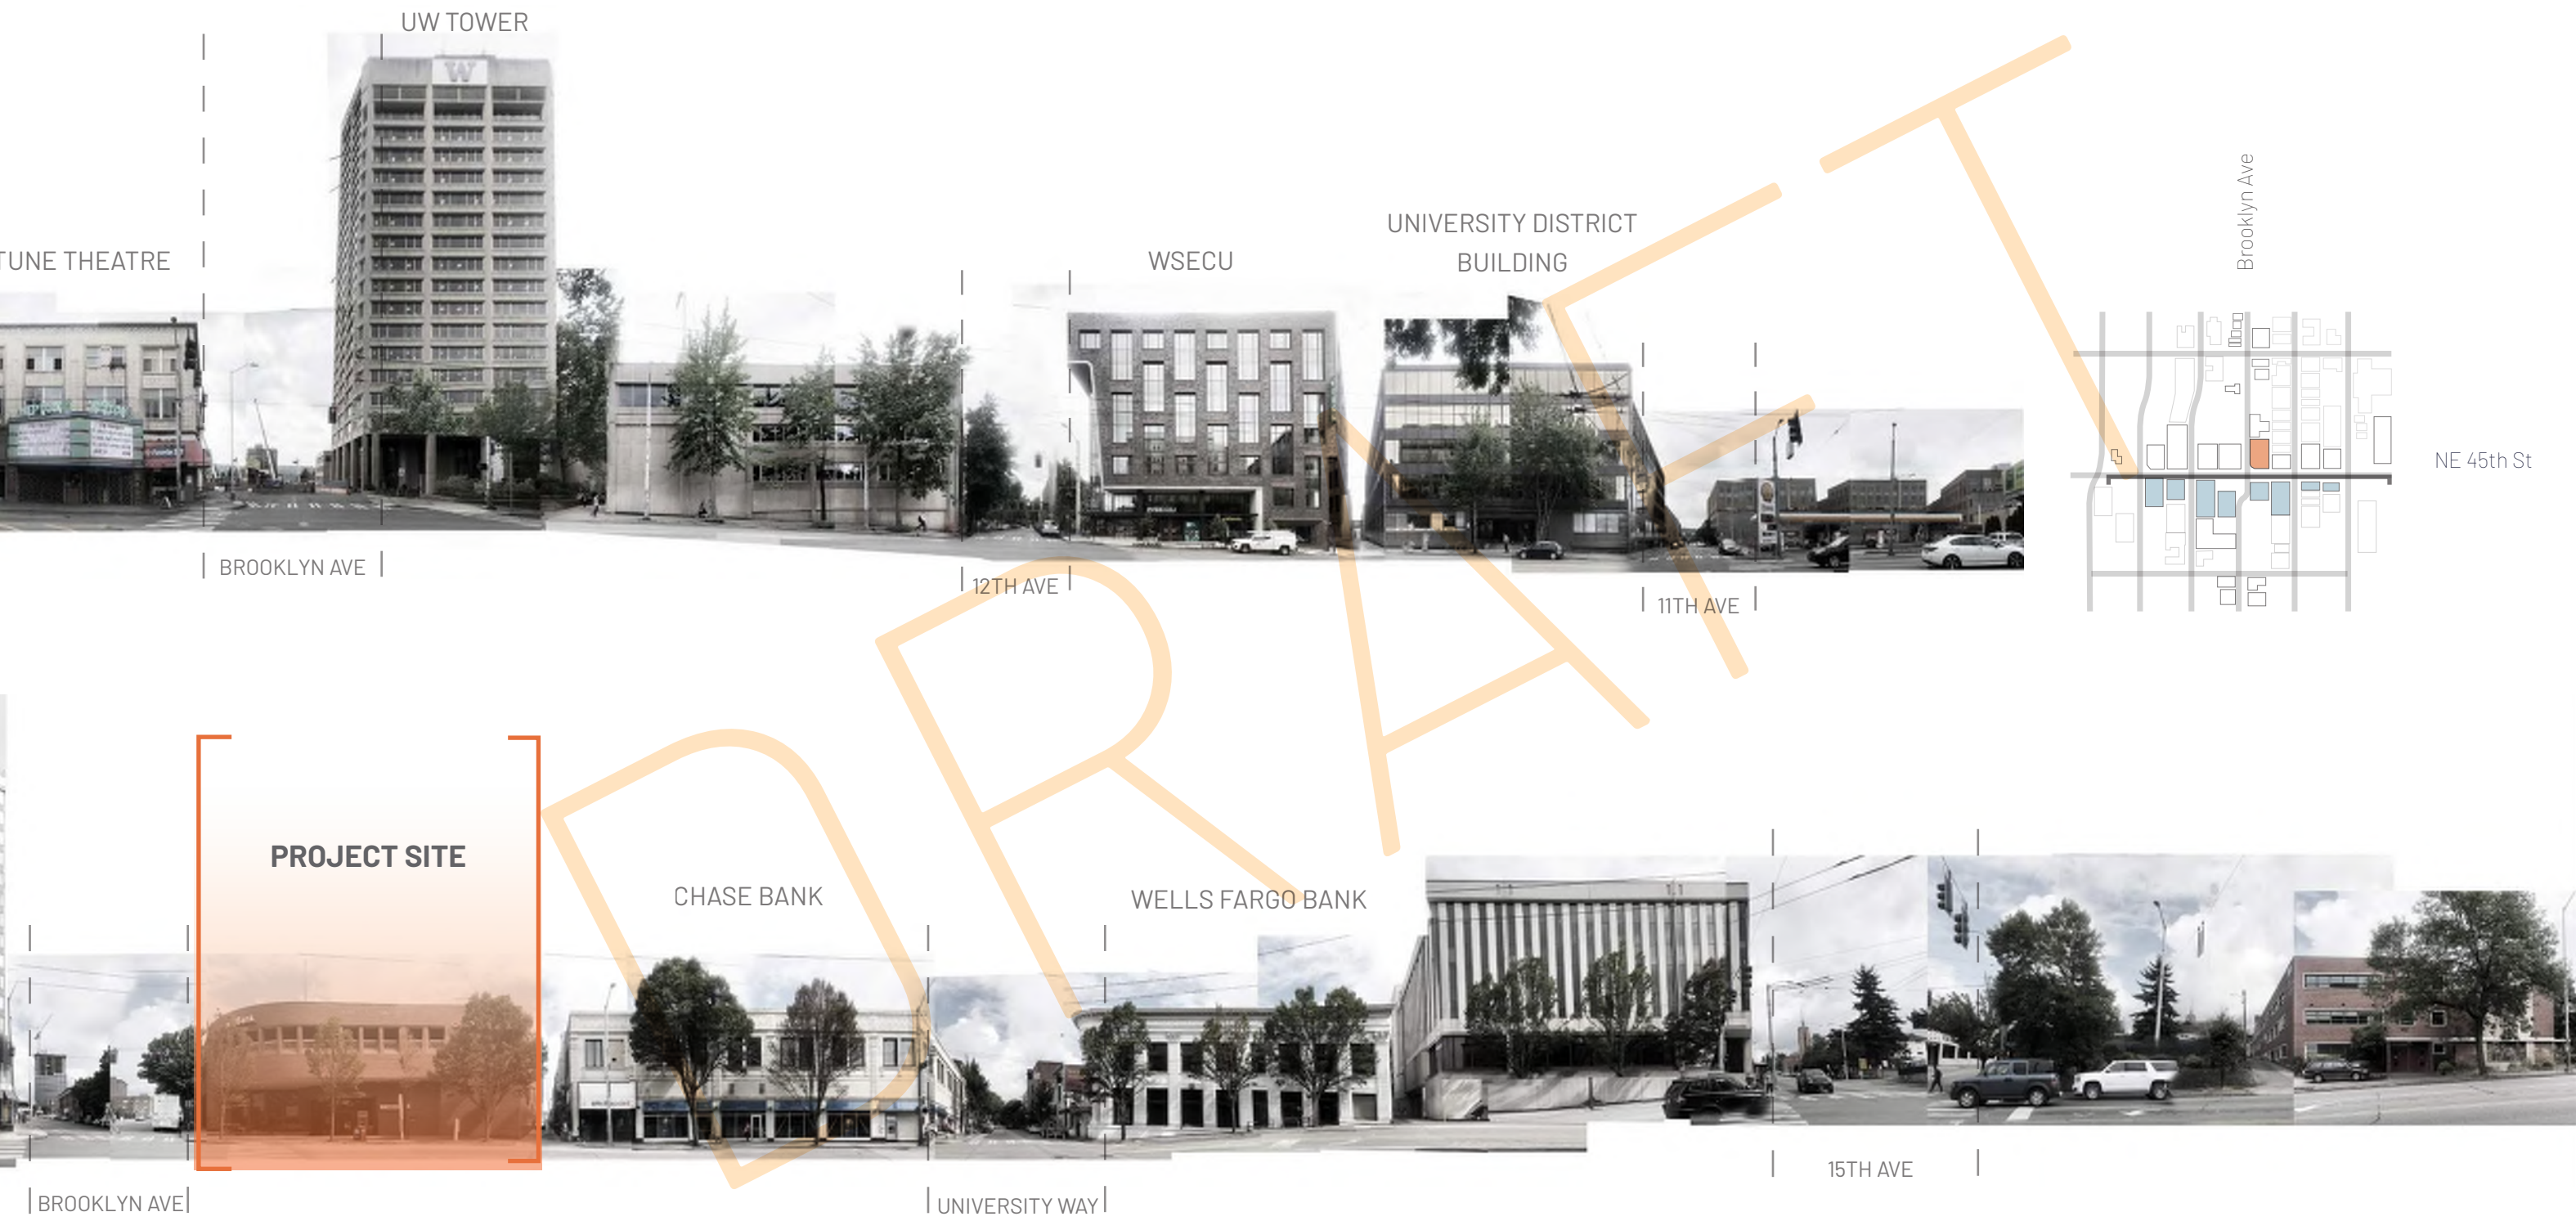 UW TOWER
W
TUNE THEATRE
WSECU
UNIVERSITY DISTRICT
BUILDING
Brooklyn Ave
NE 45th St
BROOKLYN AVE
12TH AVE
11TH AVE
DRAFT
PROJECT SITE
CHASE BANK
WELLS FARGO BANK
BROOKLYN AVE
UNIVERSITY WAY
15TH AVE